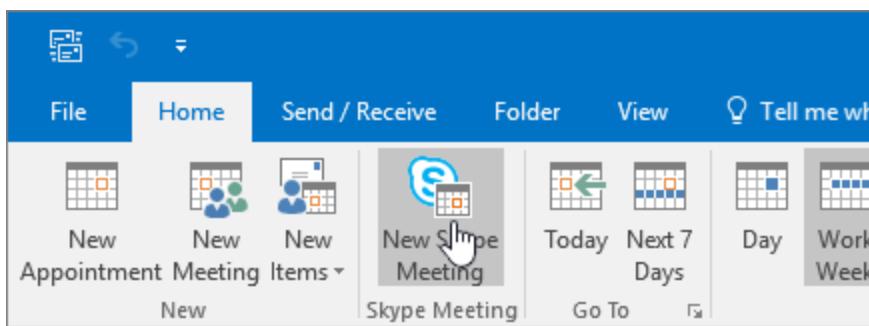 File Home Send / Receive Folder View Tell me wh
New Appointment New Meeting New Items New Skype Meeting Today Next 7 Days Day Work Week
New Skype Meeting Go To